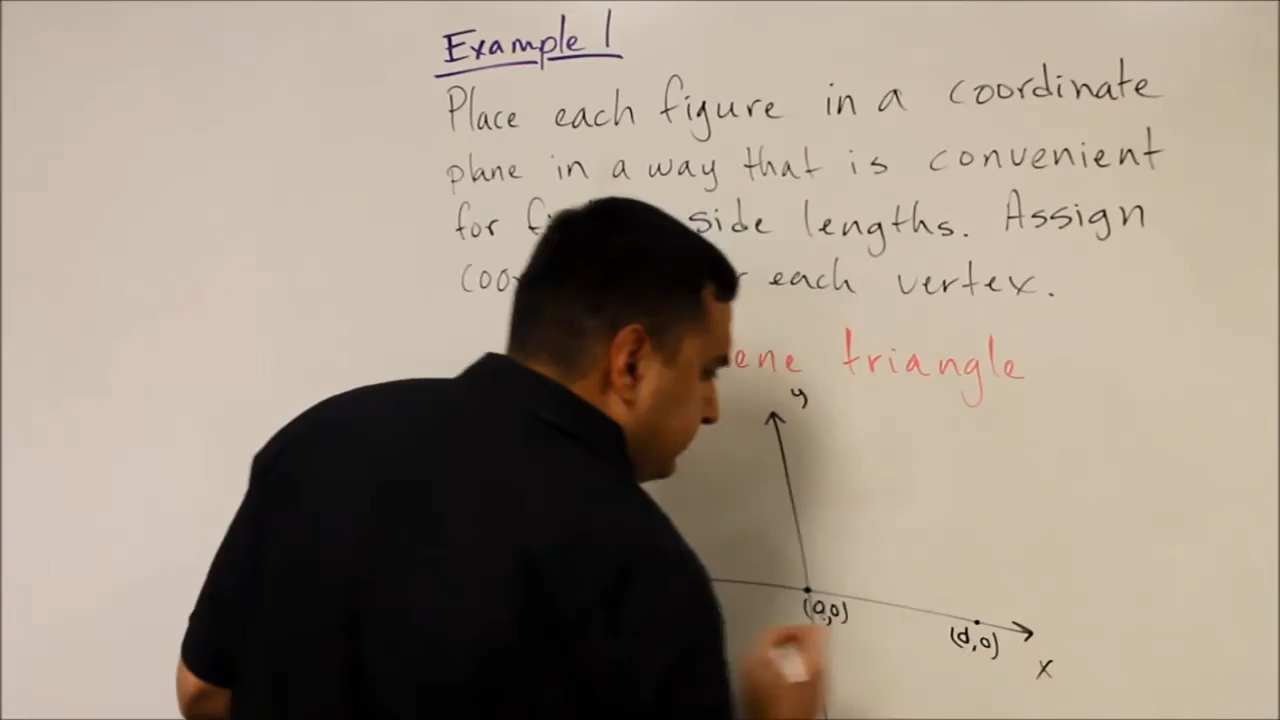 Example 1
Place each figure in a coordinate
plane in a way that is convenient
for side lengths. Assign
each vertex.
triangle
y
(0,0)
(d,0)
x